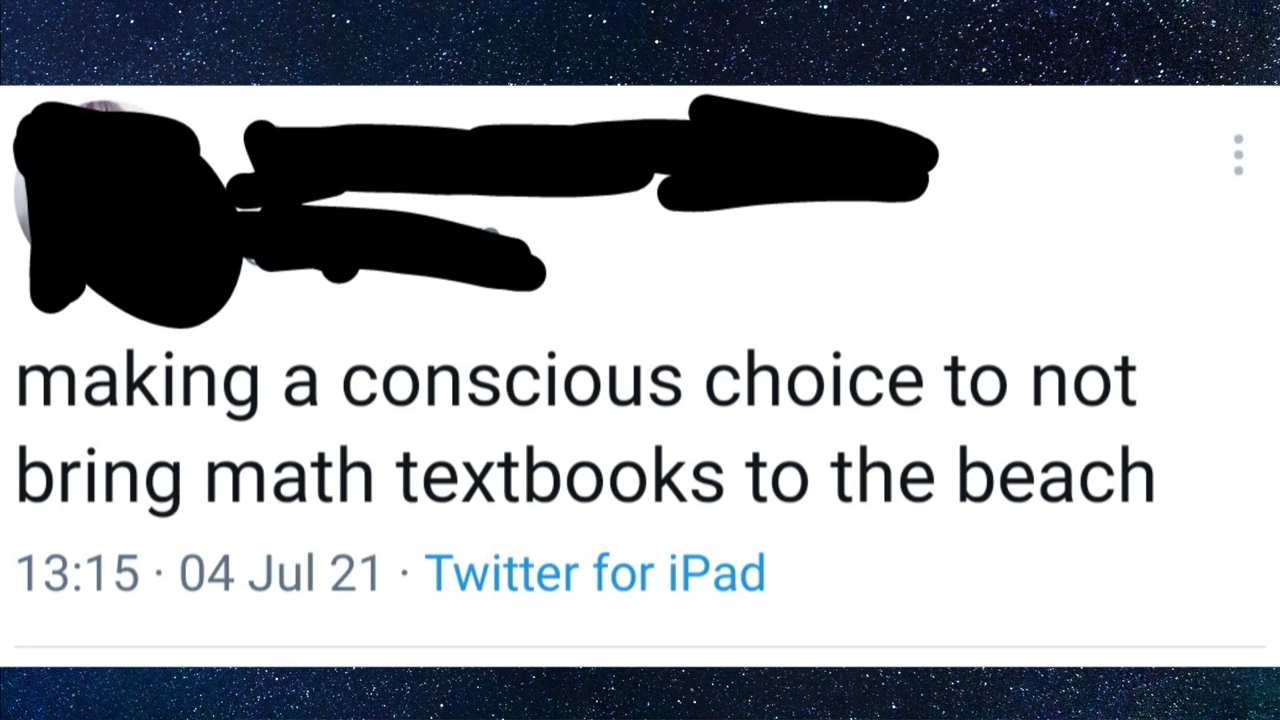 making a conscious choice to not
bring math textbooks to the beach
13:15 · 04 Jul 21 · Twitter for iPad